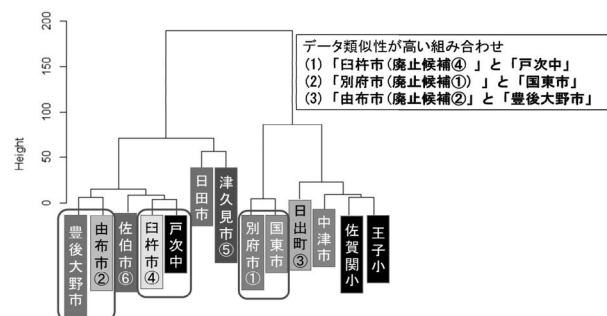 200
150
100
50
0
Height
データ類似性が高い組み合わせ
(1) 「臼杵市(廃止候補④ 」と「戸次中」
(2) 「別府市(廃止候補①) 」と「国東市」
(3) 「由布市(廃止候補②」と「豊後大野市」
豊後大野市
由布市②
佐伯市⑥
臼杵市④
戸次中
日田市
津久見市⑤
別府市①
国東市
日出町③
中津市
佐賀関小
王子小